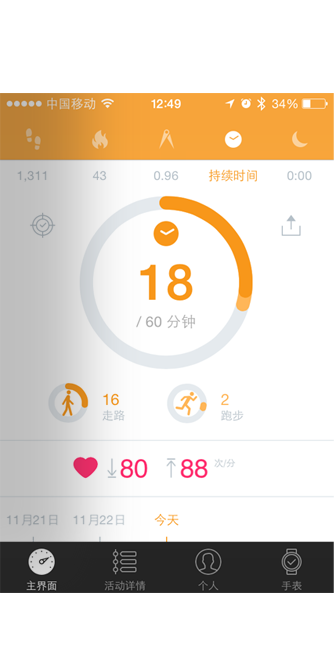 中国移动 12:49 34%
1,311 43 0.96 持续时间 0:00
18
/ 60 分钟
16 走路
2 跑步
80 88 次/分
11月21日 11月22日 今天
主界面 活动详情 个人 手表